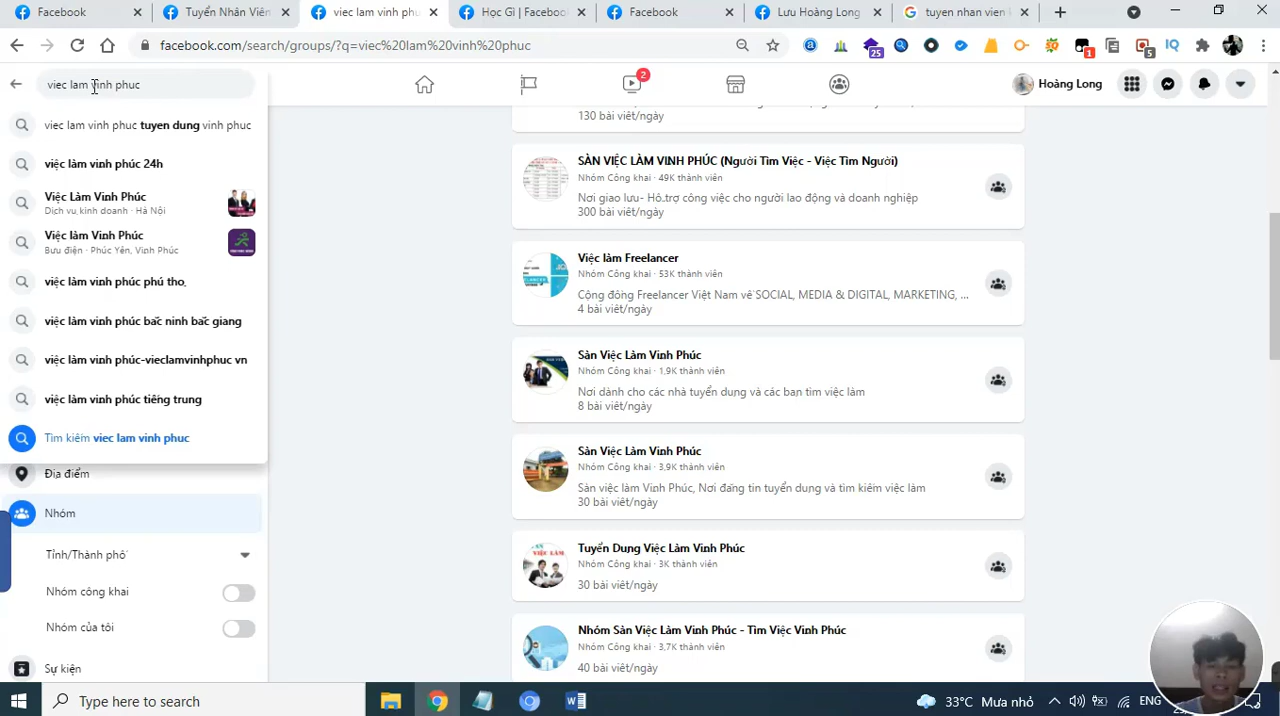 Facebook
Tuyển Nhân Viên
viec lam vinh phu
Học Gì | Faceboo
Facebook
Lưu Hoàng Long
tuyen nhan vien k
facebook.com/search/groups/?q=viec%20lam%20vinh%20phuc
25
1
5
viec lam vinh phuc
2
Hoàng Long
viec lam vinh phuc tuyen dung vinh phuc
việc làm vĩnh phúc 24h
Việc Làm Vĩnh Phúc
Dịch vụ kinh doanh · Hà Nội
Việc làm Vĩnh Phúc
Bưu điện · Phúc Yên, Vĩnh Phúc
việc làm vĩnh phúc phú thọ
việc làm vĩnh phúc bắc ninh bắc giang
việc làm vĩnh phúc-vieclamvinhphuc vn
việc làm vĩnh phúc tiếng trung
Tìm kiếm viec lam vinh phuc
Địa điểm
Nhóm
Tỉnh/Thành phố
Nhóm công khai
Nhóm của tôi
Sự kiện
130 bài viết/ngày
SÀN VIỆC LÀM VINH PHÚC (Người Tìm Việc - Việc Tìm Người)
Nhóm Công khai · 49K thành viên
Nơi giao lưu- Hỗ trợ công việc cho người lao động và doanh nghiệp
300 bài viết/ngày
Việc làm Freelancer
Nhóm Công khai · 53K thành viên
Cộng đồng Freelancer Việt Nam về SOCIAL, MEDIA & DIGITAL, MARKETING, ...
4 bài viết/ngày
Sàn Việc Làm Vĩnh Phúc
Nhóm Công khai · 1,9K thành viên
Nơi dành cho các nhà tuyển dụng và các bạn tìm việc làm
8 bài viết/ngày
Sàn Việc Làm Vĩnh Phúc
Nhóm Công khai · 3,9K thành viên
Sàn việc làm Vĩnh Phúc, Nơi đăng tin tuyển dụng và tìm kiếm việc làm
30 bài viết/ngày
Tuyển Dụng Việc Làm Vĩnh Phúc
Nhóm Công khai · 3K thành viên
30 bài viết/ngày
Nhóm Sàn Việc Làm Vĩnh Phúc - Tìm Việc Vĩnh Phúc
Nhóm Công khai · 3,7K thành viên
40 bài viết/ngày
Type here to search
33°C Mưa nhỏ
ENG